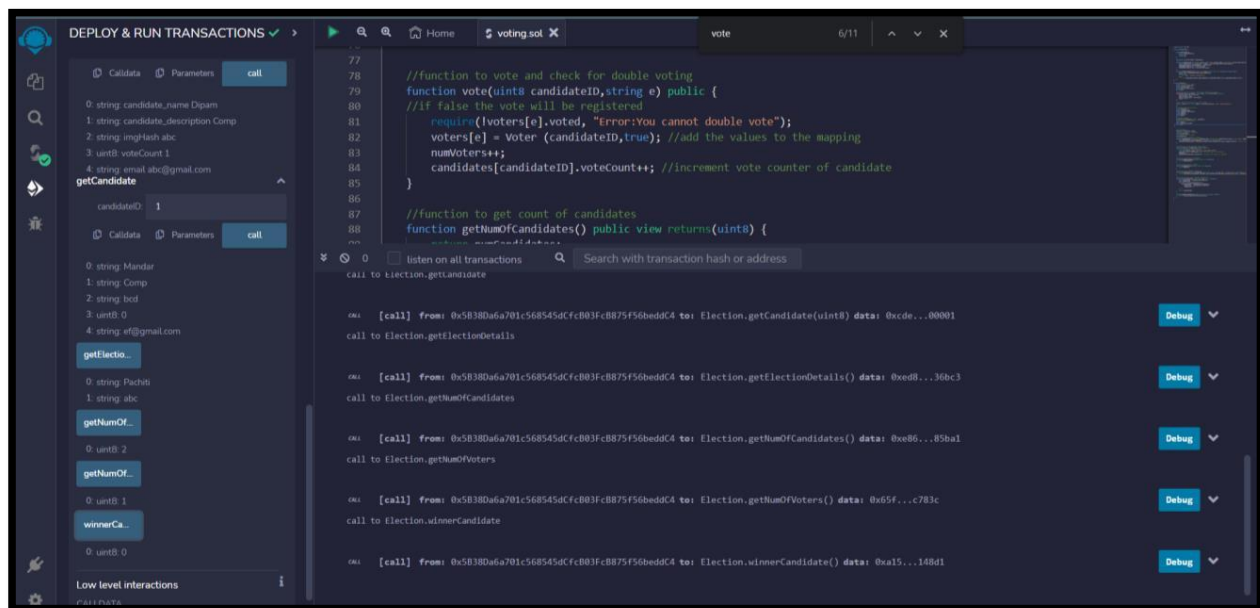 DEPLOY & RUN TRANSACTIONS
Calldata Parameters call
0: string: candidate_name Dipam
1: string: candidate_description Comp
2: string: imgHash abc
3: uint8: voteCount 1
4: string: email abc@gmail.com
getCandidate
candidateID: 1
Calldata Parameters call
0: string: Mandar
1: string: Comp
2: string: bcd
3: uint8: 0
4: string: ef@gmail.com
getElectio...
0: string: Pachiti
1: string: abc
getNumOf...
0: uint8: 2
getNumOf...
0: uint8: 1
winnerCa...
0: uint8: 0
Low level interactions
i
CALLDATA
Home
voting.sol
vote 6/11
77
78 //function to vote and check for double voting
79 function vote(uint8 candidateID,string e) public {
80 //if false the vote will be registered
81 require(!voters[e].voted, "Error:You cannot double vote");
82 voters[e] = Voter (candidateID,true); //add the values to the mapping
83 numVoters++;
84 candidates[candidateID].voteCount++; //increment vote counter of candidate
85 }
86
87 //function to get count of candidates
88 function getNumOfCandidates() public view returns(uint8) {
return numCandidates;
0 listen on all transactions Search with transaction hash or address
call to Election.getCandidate
CALL [call] from: 0x5B38Da6a701c568545dCfcB03FcB875f56beddC4 to: Election.getCandidate(uint8) data: 0xcde...00001 Debug
call to Election.getElectionDetails
CALL [call] from: 0x5B38Da6a701c568545dCfcB03FcB875f56beddC4 to: Election.getElectionDetails() data: 0xed8...36bc3 Debug
call to Election.getNumOfCandidates
CALL [call] from: 0x5B38Da6a701c568545dCfcB03FcB875f56beddC4 to: Election.getNumOfCandidates() data: 0xe86...85ba1 Debug
call to Election.getNumOfVoters
CALL [call] from: 0x5B38Da6a701c568545dCfcB03FcB875f56beddC4 to: Election.getNumOfVoters() data: 0x65f...c783c Debug
call to Election.winnerCandidate
CALL [call] from: 0x5B38Da6a701c568545dCfcB03FcB875f56beddC4 to: Election.winnerCandidate() data: 0xa15...148d1 Debug